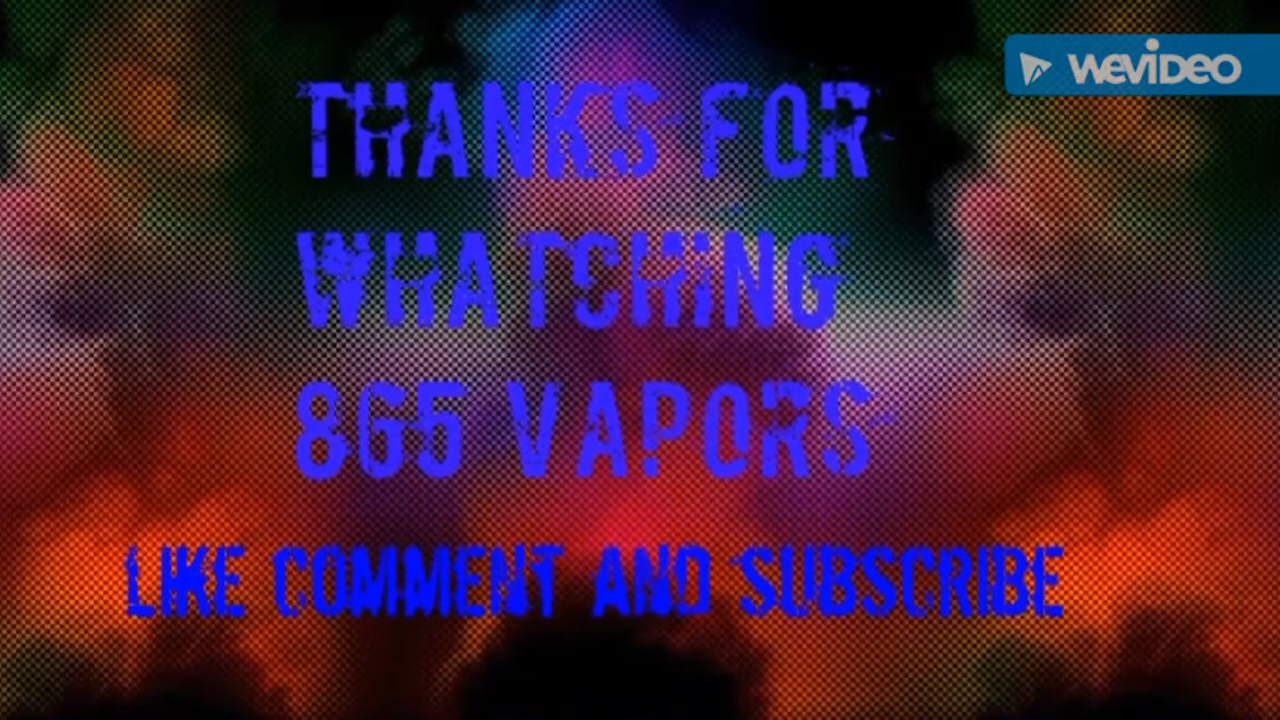 WEVIDEO
THANKS FOR
WHATCHING
865 VAPORS
LIKE COMMENT AND SUBSCRIBE